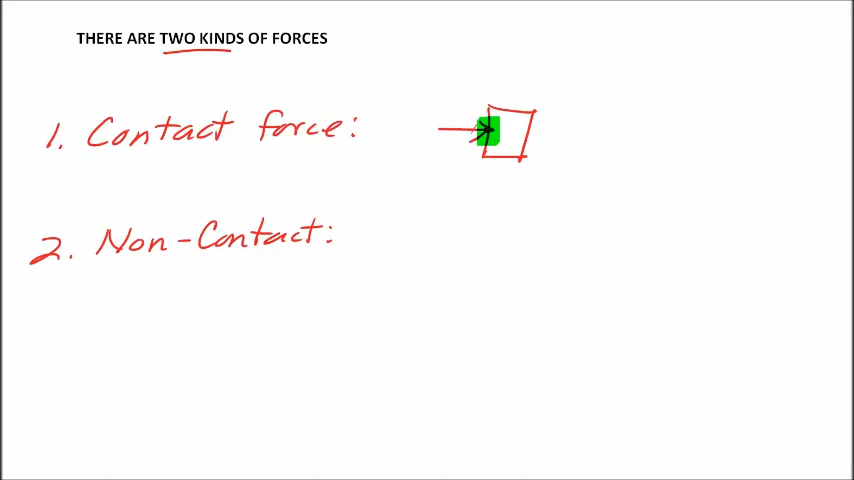 THERE ARE TWO KINDS OF FORCES
1. Contact force:
2. Non-Contact: